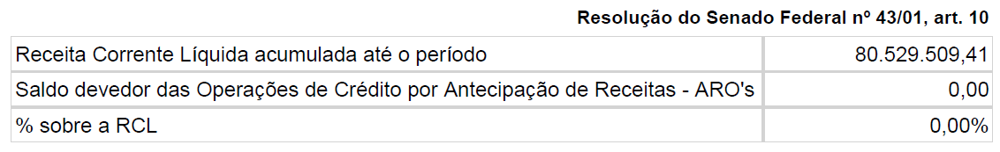 Resolução do Senado Federal nº 43/01, art. 10
Receita Corrente Líquida acumulada até o período 80.529.509,41
Saldo devedor das Operações de Crédito por Antecipação de Receitas - ARO's 0,00
% sobre a RCL 0,00%